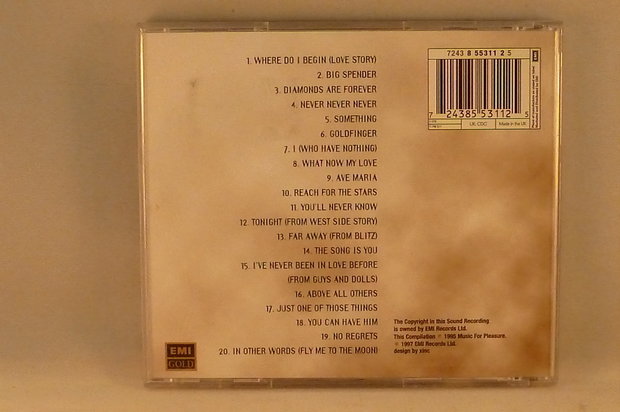 1. WHERE DO I BEGIN (LOVE STORY)
2. BIG SPENDER
3. DIAMONDS ARE FOREVER
4. NEVER NEVER NEVER
5. SOMETHING
6. GOLDFINGER
7. I (WHO HAVE NOTHING)
8. WHAT NOW MY LOVE
9. AVE MARIA
10. REACH FOR THE STARS
11. YOU'LL NEVER KNOW
12. TONIGHT (FROM WEST SIDE STORY)
13. FAR AWAY (FROM BLITZ)
14. THE SONG IS YOU
15. I'VE NEVER BEEN IN LOVE BEFORE
(FROM GUYS AND DOLLS)
16. ABOVE ALL OTHERS
17. JUST ONE OF THOSE THINGS
18. YOU CAN HAVE HIM
19. NO REGRETS
20. IN OTHER WORDS (FLY ME TO THE MOON)
7243 8 55311 2 5
EMI
7 24385 53112 5
UK: CDC
Made in the UK
The Copyright in this Sound Recording
is owned by EMI Records Ltd.
This Compilation ℗ 1995 Music For Pleasure.
© 1997 EMI Records Ltd.
design by xinc
EMI
GOLD